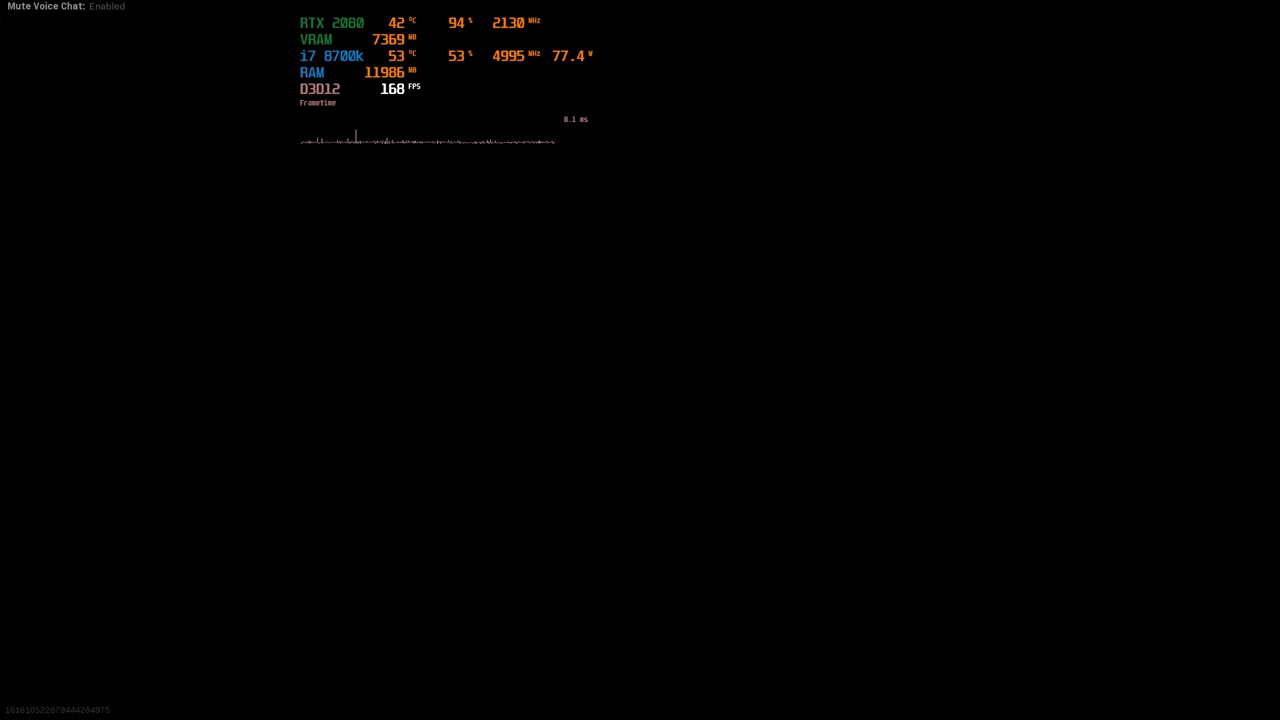 Mute Voice Chat: Enabled
RTX 2080 42 °C 94 % 2130 MHz
VRAM 7369 MB
i7 8700k 53 °C 53 % 4995 MHz 77.4 W
RAM 11986 MB
D3D12 168 FPS
Frametime
8.1 ms
161610522879444284975